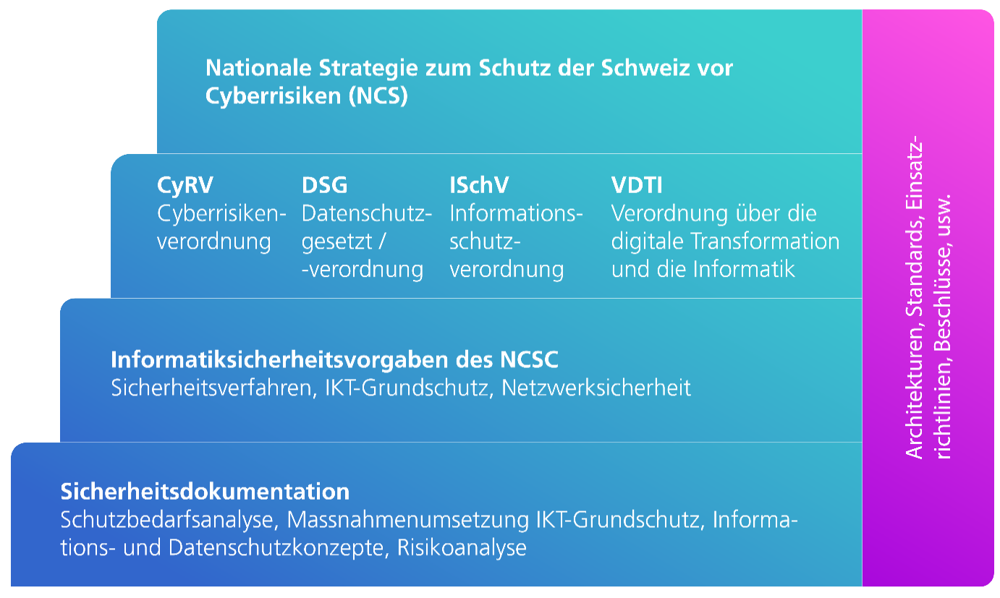 Nationale Strategie zum Schutz der Schweiz vor
Cyberrisiken (NCS)
CyRV
Cyberrisiken-
verordnung
DSG
Datenschutz-
gesetzt /
-verordnung
ISchV
Informations-
schutz-
verordnung
VDTI
Verordnung über die
digitale Transformation
und die Informatik
Informatiksicherheitsvorgaben des NCSC
Sicherheitsverfahren, IKT-Grundschutz, Netzwerksicherheit
Sicherheitsdokumentation
Schutzbedarfsanalyse, Massnahmenumsetzung IKT-Grundschutz, Informa-
tions- und Datenschutzkonzepte, Risikoanalyse
Architekturen, Standards, Einsatz-
richtlinien, Beschlüsse, usw.